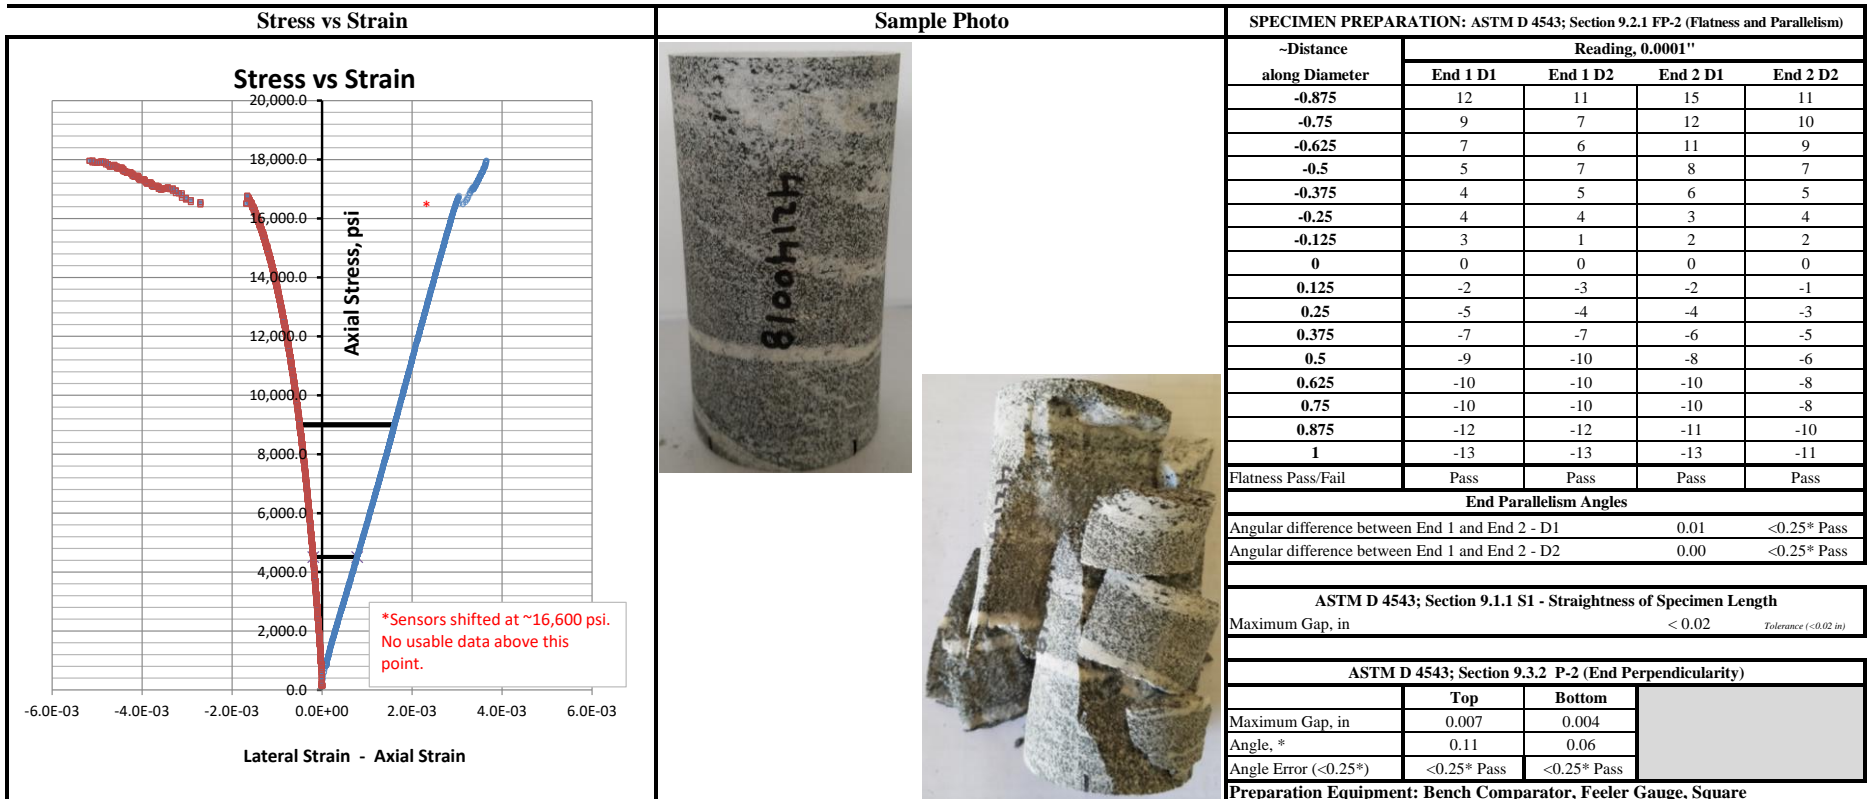 Stress vs Strain
Sample Photo
SPECIMEN PREPARATION: ASTM D 4543; Section 9.2.1 FP-2 (Flatness and Parallelism)
Stress vs Strain
20,000.0
18,000.0
16,000.0
14,000.0
12,000.0
10,000.0
8,000.0
6,000.0
4,000.0
2,000.0
0.0
Axial Stress, psi
*
*Sensors shifted at ~16,600 psi.
No usable data above this
point.
-6.0E-03 -4.0E-03 -2.0E-03 0.0E+00 2.0E-03 4.0E-03 6.0E-03
Lateral Strain - Axial Strain
42140018
~Distance Reading, 0.0001"
along Diameter End 1 D1 End 1 D2 End 2 D1 End 2 D2
-0.875 12 11 15 11
-0.75 9 7 12 10
-0.625 7 6 11 9
-0.5 5 7 8 7
-0.375 4 5 6 5
-0.25 4 4 3 4
-0.125 3 1 2 2
0 0 0 0 0
0.125 -2 -3 -2 -1
0.25 -5 -4 -4 -3
0.375 -7 -7 -6 -5
0.5 -9 -10 -8 -6
0.625 -10 -10 -10 -8
0.75 -10 -10 -10 -8
0.875 -12 -12 -11 -10
1 -13 -13 -13 -11
Flatness Pass/Fail Pass Pass Pass Pass
End Parallelism Angles
Angular difference between End 1 and End 2 - D1 0.01 <0.25* Pass
Angular difference between End 1 and End 2 - D2 0.00 <0.25* Pass
ASTM D 4543; Section 9.1.1 S1 - Straightness of Specimen Length
Maximum Gap, in < 0.02 Tolerance (<0.02 in)
ASTM D 4543; Section 9.3.2 P-2 (End Perpendicularity)
Top Bottom
Maximum Gap, in 0.007 0.004
Angle, * 0.11 0.06
Angle Error (<0.25*) <0.25* Pass <0.25* Pass
Preparation Equipment: Bench Comparator, Feeler Gauge, Square